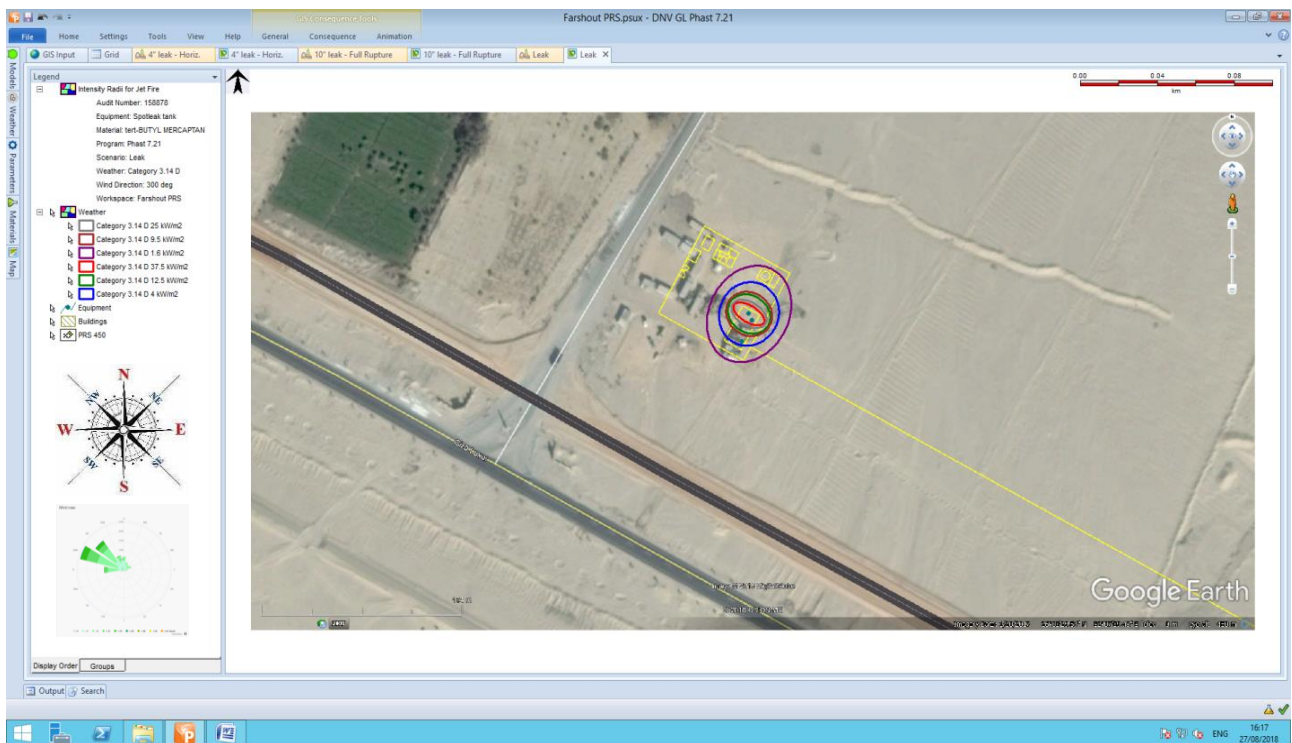 GIS Consequence Tools
Farshout PRS.psux - DNV GL Phast 7.21
File Home Settings Tools View Help General Consequence Animation
GIS Input Grid 4" leak - Horiz. 4" leak - Horiz. 10" leak - Full Rupture 10" leak - Full Rupture Leak Leak
Models
Weather
Parameters
Materials
Map
Legend
Intensity Radii for Jet Fire
Audit Number: 158878
Equipment: Spotleak tank
Material: tert-BUTYL MERCAPTAN
Program: Phast 7.21
Scenario: Leak
Weather: Category 3.14 D
Wind Direction: 300 deg
Workspace: Farshout PRS
Weather
Category 3.14 D 25 kW/m2
Category 3.14 D 9.5 kW/m2
Category 3.14 D 1.6 kW/m2
Category 3.14 D 37.5 kW/m2
Category 3.14 D 12.5 kW/m2
Category 3.14 D 4 kW/m2
Equipment
Buildings
PRS 450
N
NW NE
W E
SW SE
S
0.00 0.04 0.08
km
Google Earth
Display Order Groups
Output Search
ENG
16:17
27/08/2018